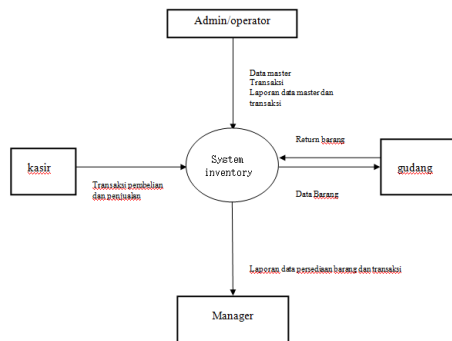 Admin/operator
Data master
Transaksi
Laporan data master dan
transaksi
System
inventory
Return barang
kasir
gudang
Transaksi pembelian
dan penjualan
Data Barang
Laporan data persediaan barang dan transaksi
Manager